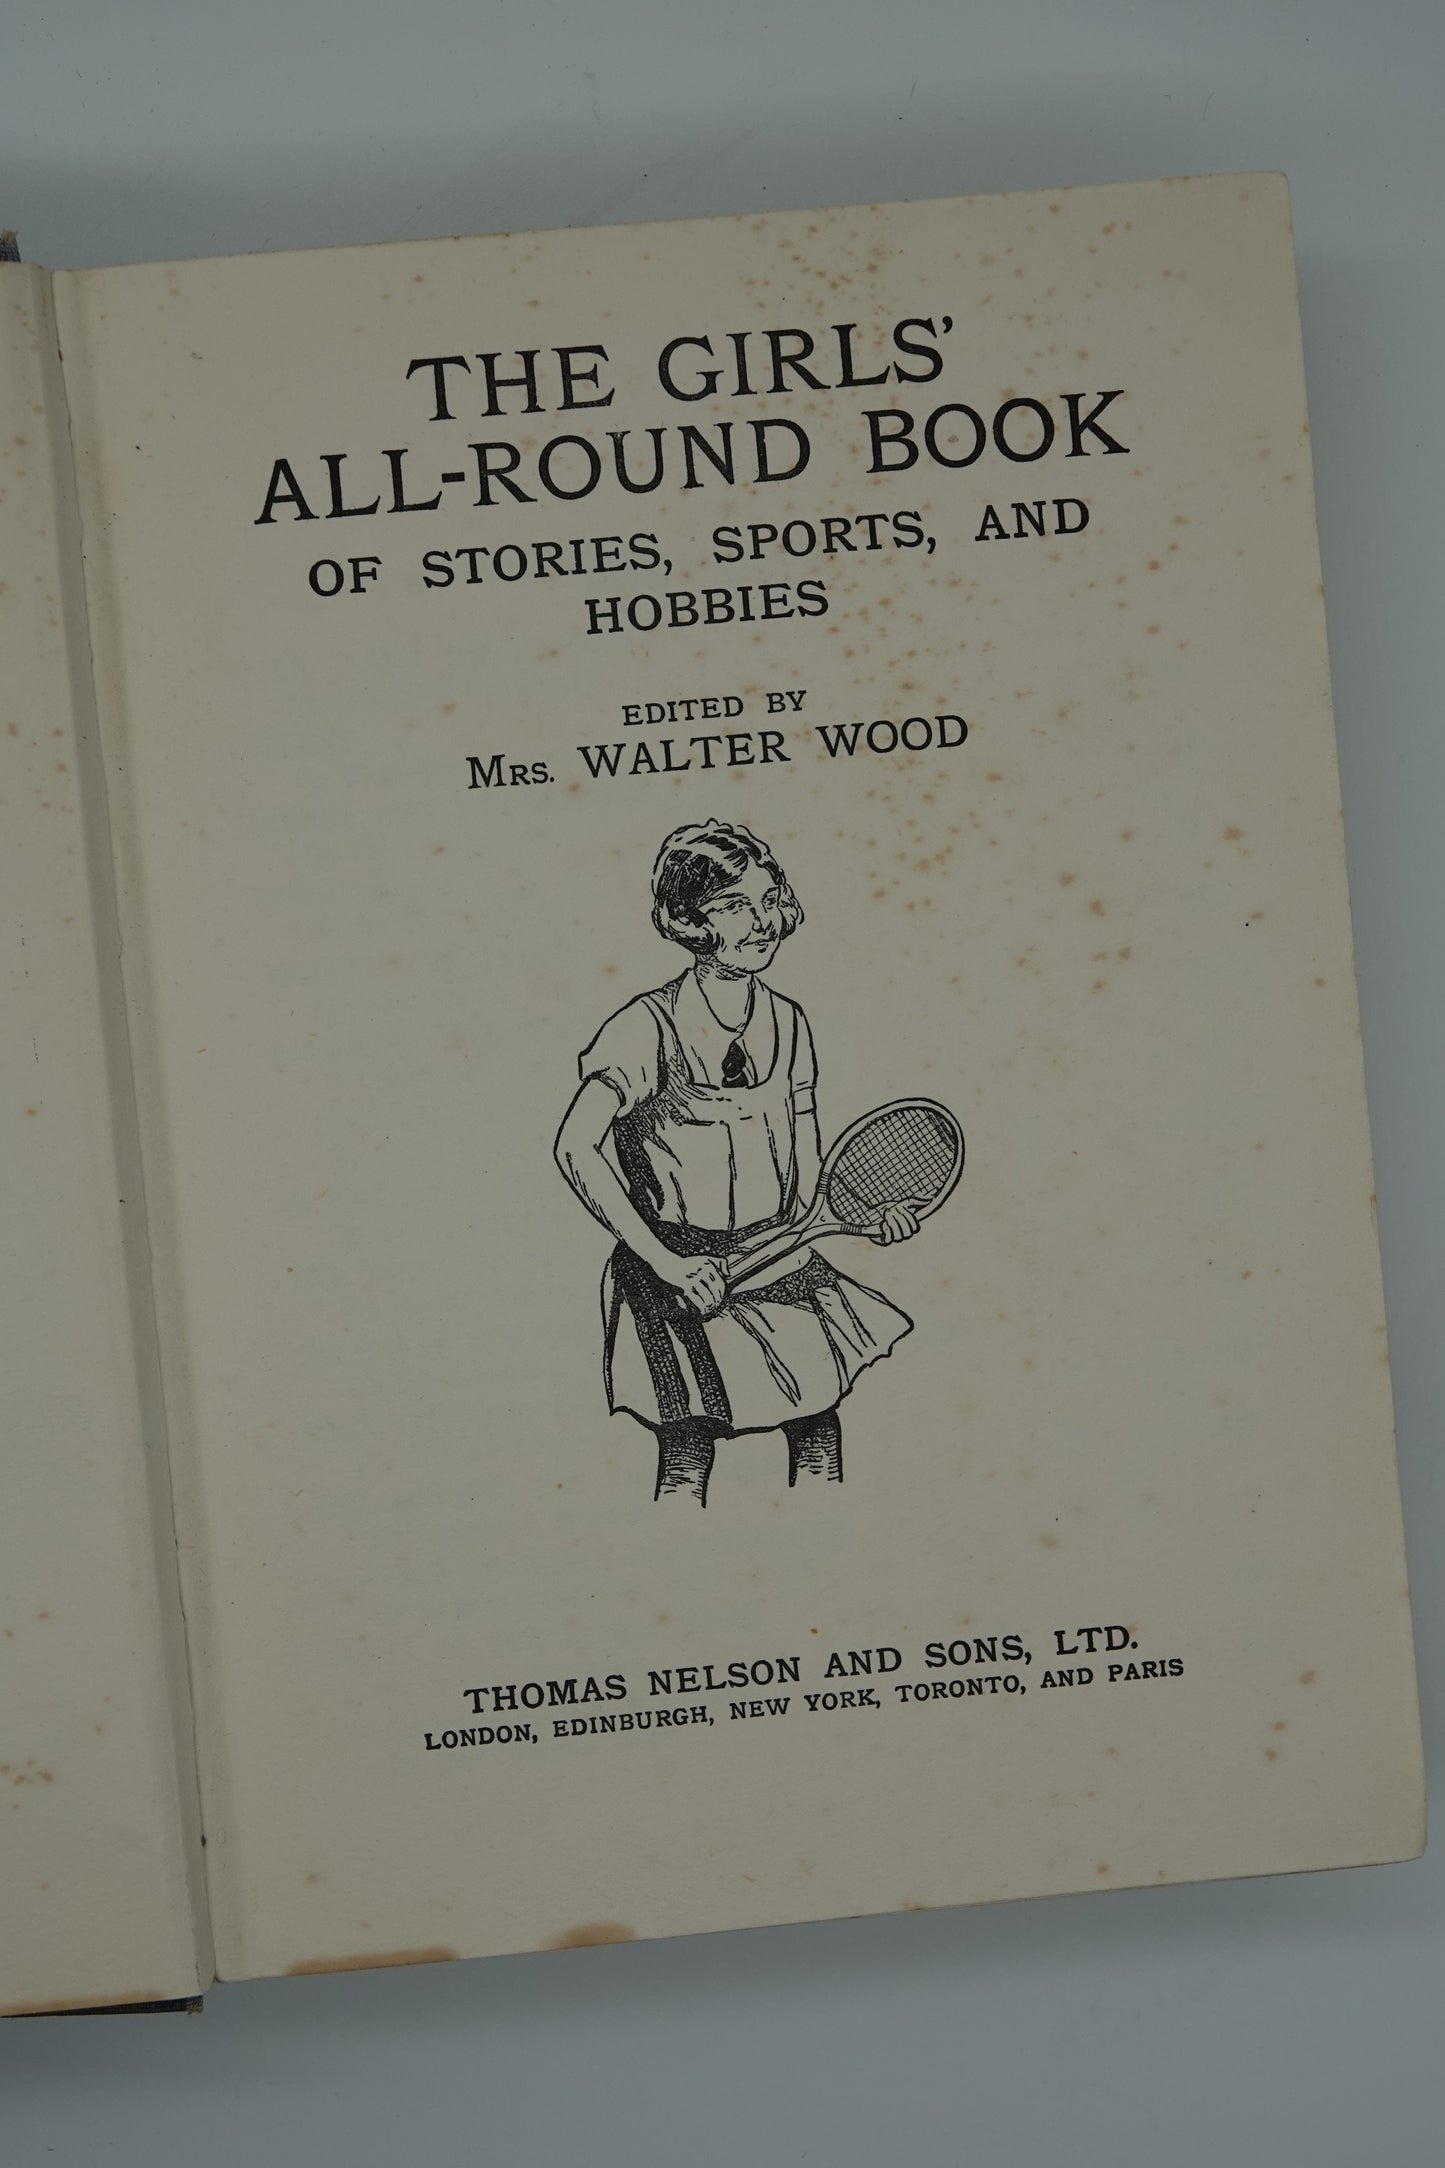 THE GIRLS'
ALL-ROUND BOOK
OF STORIES, SPORTS, AND
HOBBIES
EDITED BY
MRS. WALTER WOOD
THOMAS NELSON AND SONS, LTD.
LONDON, EDINBURGH, NEW YORK, TORONTO, AND PARIS